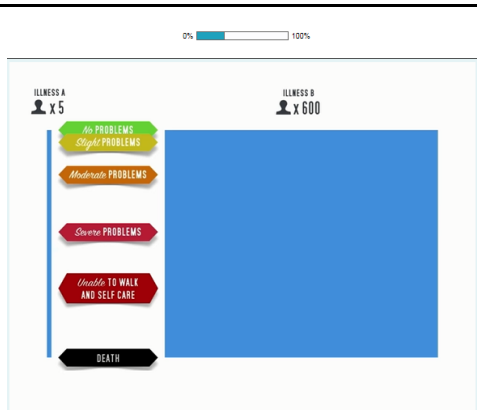 0% 100%
ILLNESS A
x 5
ILLNESS B
x 600
No PROBLEMS
Slight PROBLEMS
Moderate PROBLEMS
Severe PROBLEMS
Unable TO WALK
AND SELF CARE
DEATH